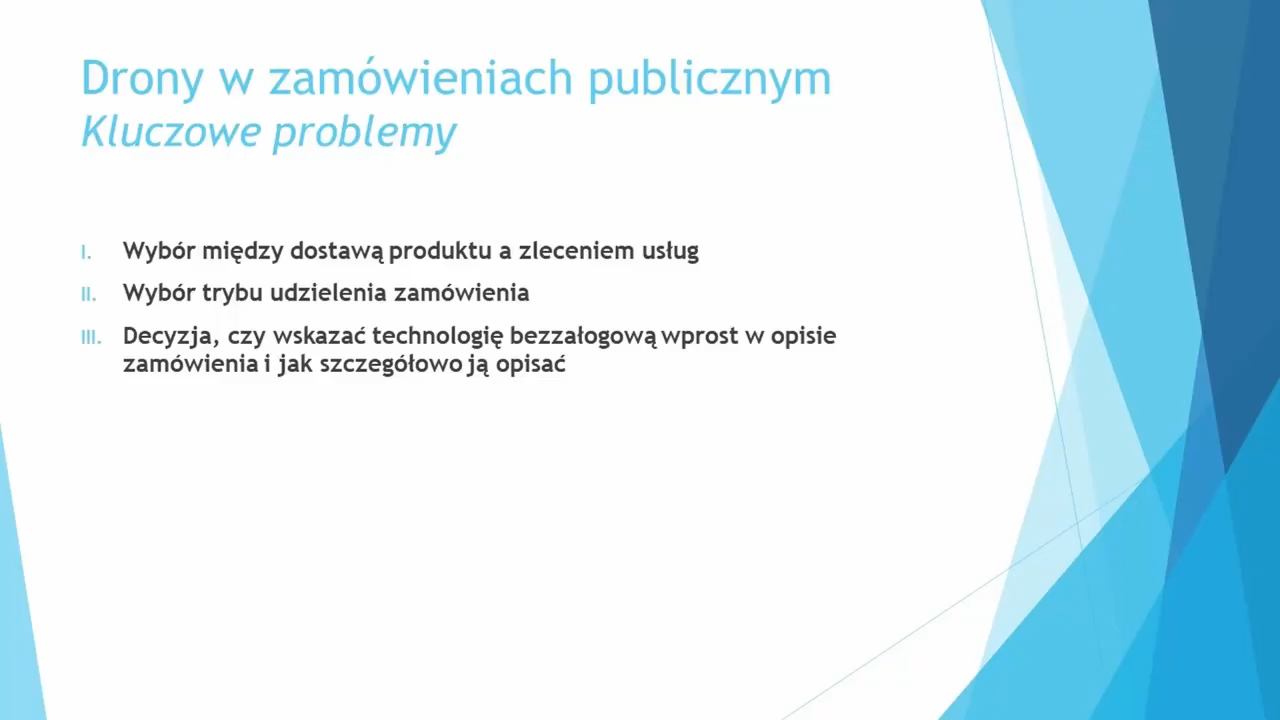 Drony w zamówieniach publicznym
Kluczowe problemy
I. Wybór między dostawą produktu a zleceniem usług
II. Wybór trybu udzielenia zamówienia
III. Decyzja, czy wskazać technologię bezzałogową wprost w opisie
zamówienia i jak szczegółowo ją opisać